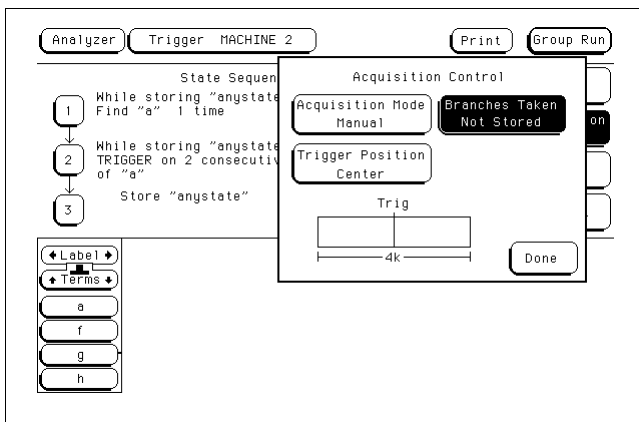 Analyzer Trigger MACHINE 2 Print Group Run
State Sequen
1 While storing "anystate
Find "a" 1 time
2 While storing "anystate
TRIGGER on 2 consecutiv
of "a"
3 Store "anystate"
on
Acquisition Control
Acquisition Mode
Manual
Branches Taken
Not Stored
Trigger Position
Center
Trig
4k
Done
Label
Terms
a
f
g
h